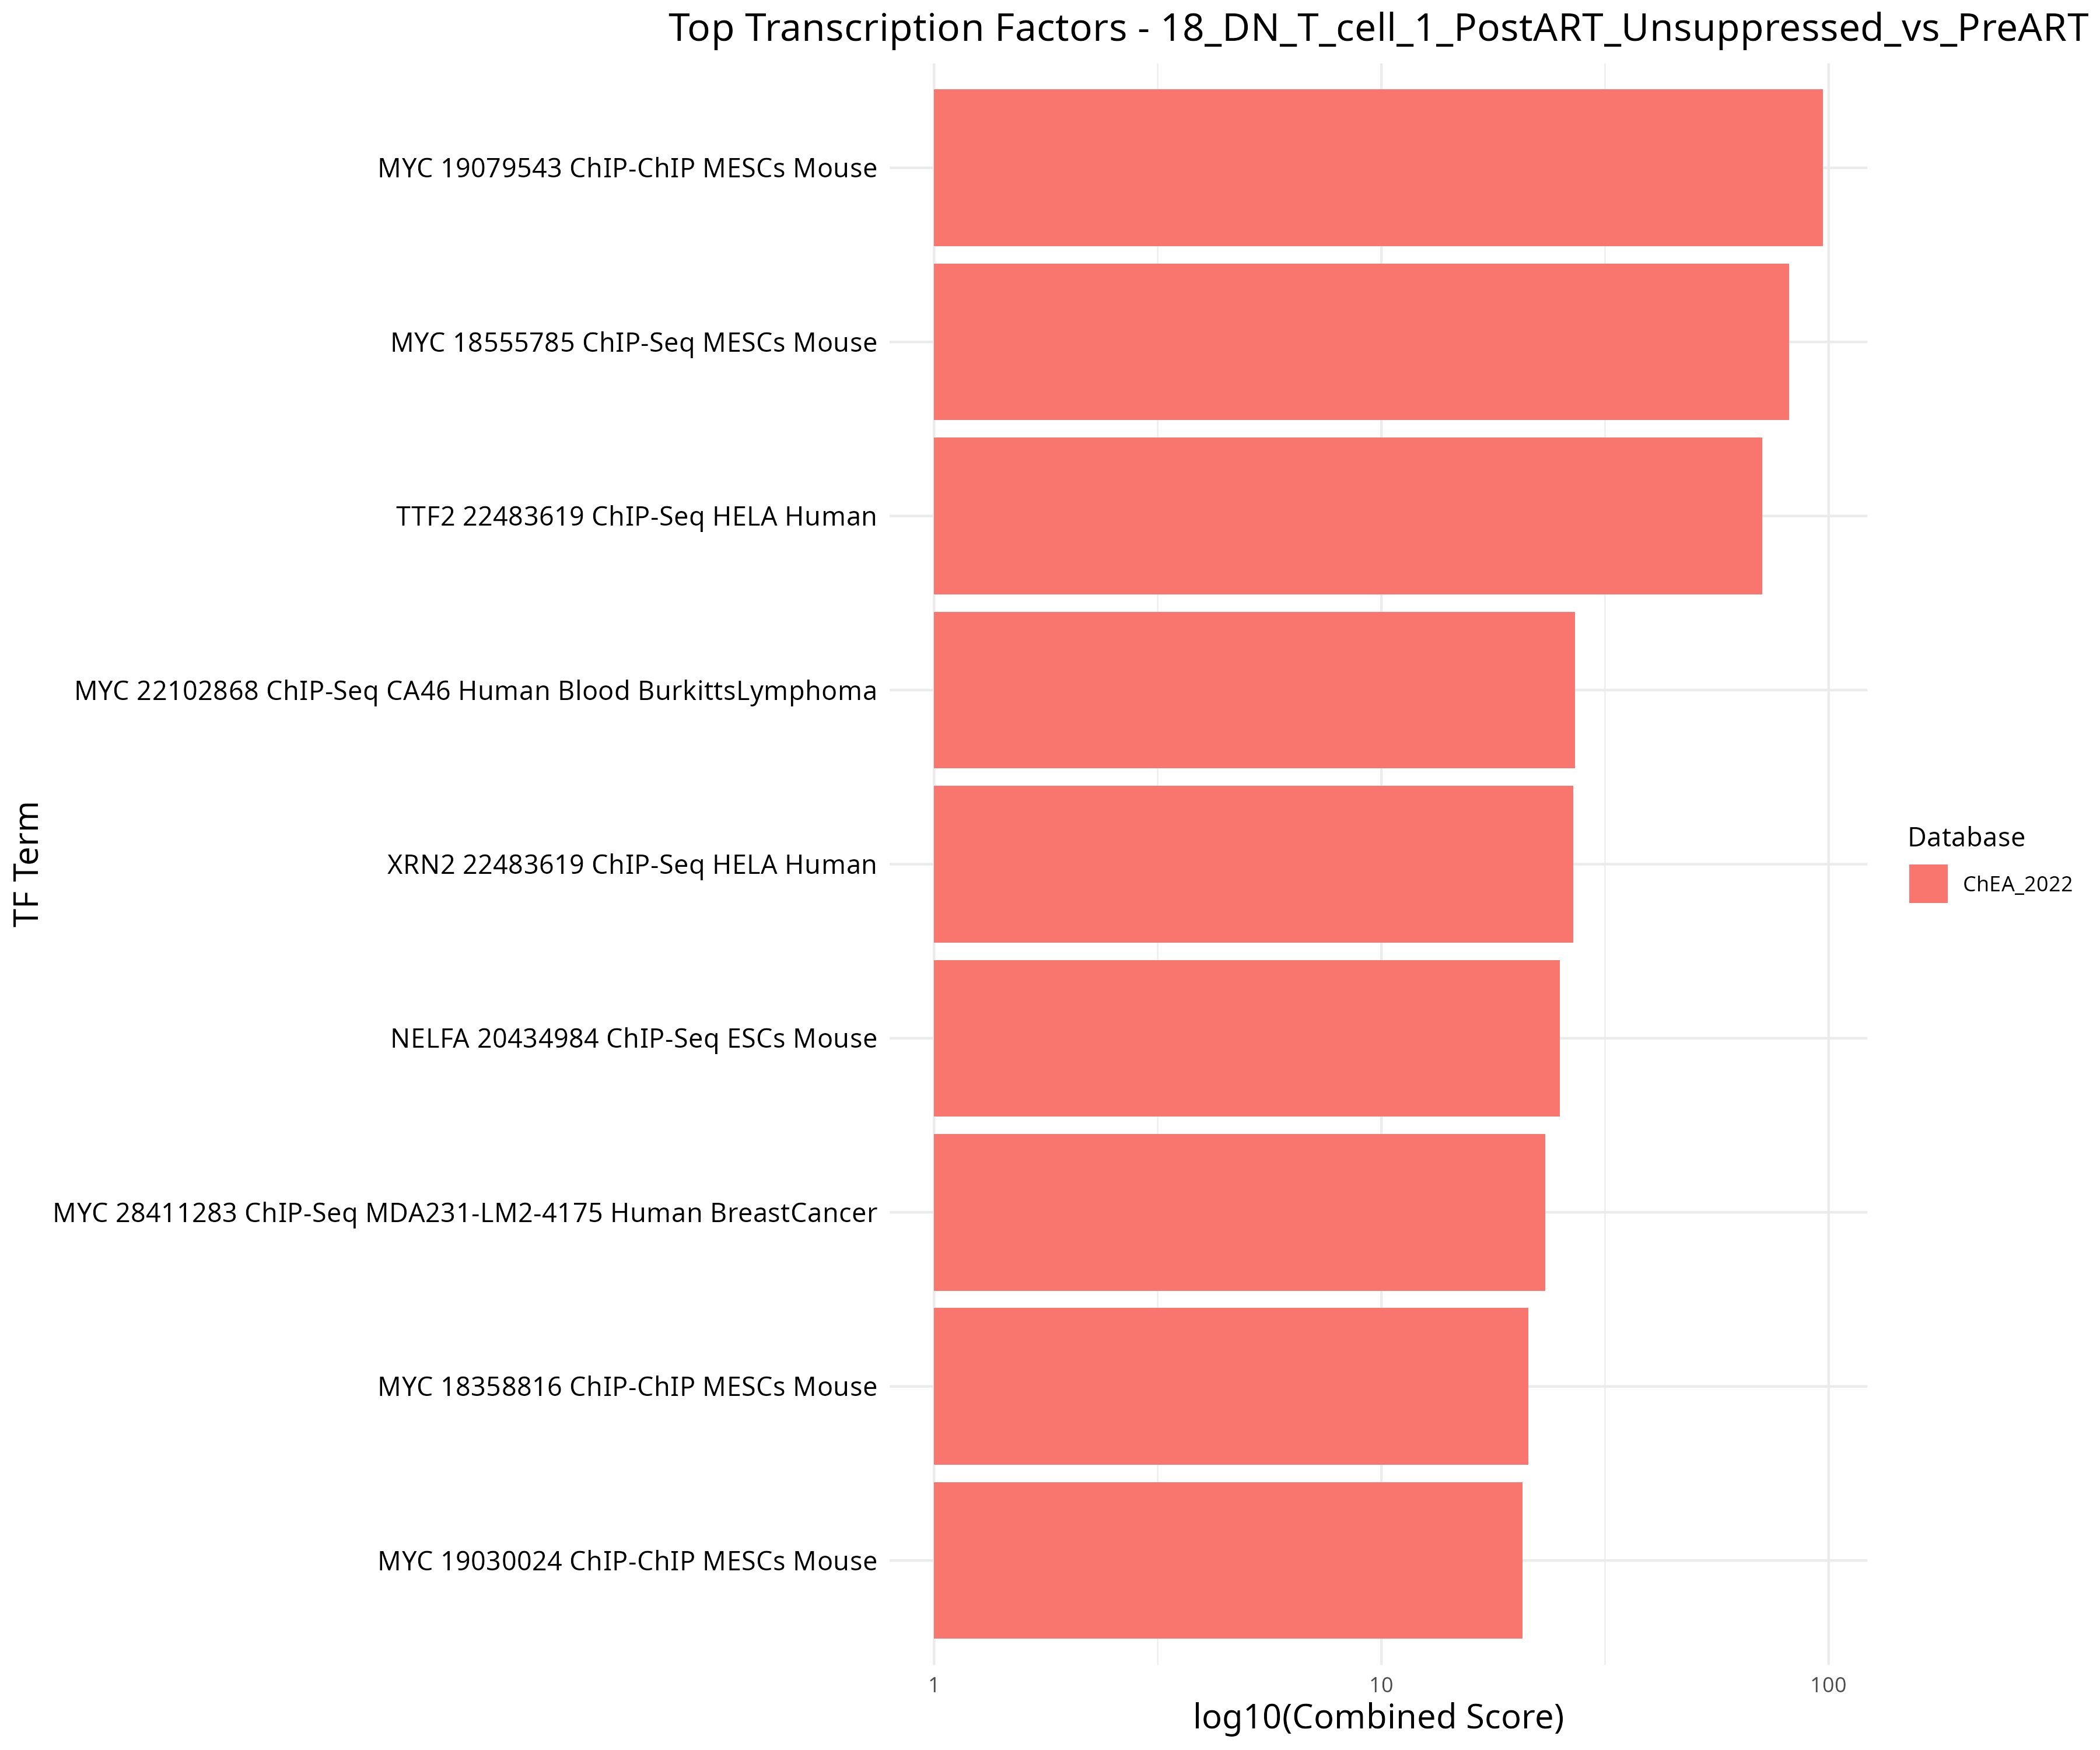 Top Transcription Factors - 18_DN_T_cell_1_PostART_Unsuppressed_vs_PreART
MYC 19079543 ChIP-ChIP MESCs Mouse
MYC 18555785 ChIP-Seq MESCs Mouse
TTF2 22483619 ChIP-Seq HELA Human
MYC 22102868 ChIP-Seq CA46 Human Blood BurkittsLymphoma
XRN2 22483619 ChIP-Seq HELA Human
NELFA 20434984 ChIP-Seq ESCs Mouse
MYC 28411283 ChIP-Seq MDA231-LM2-4175 Human BreastCancer
MYC 18358816 ChIP-ChIP MESCs Mouse
MYC 19030024 ChIP-ChIP MESCs Mouse
TF Term
1 10 100
log10(Combined Score)
Database
ChEA_2022